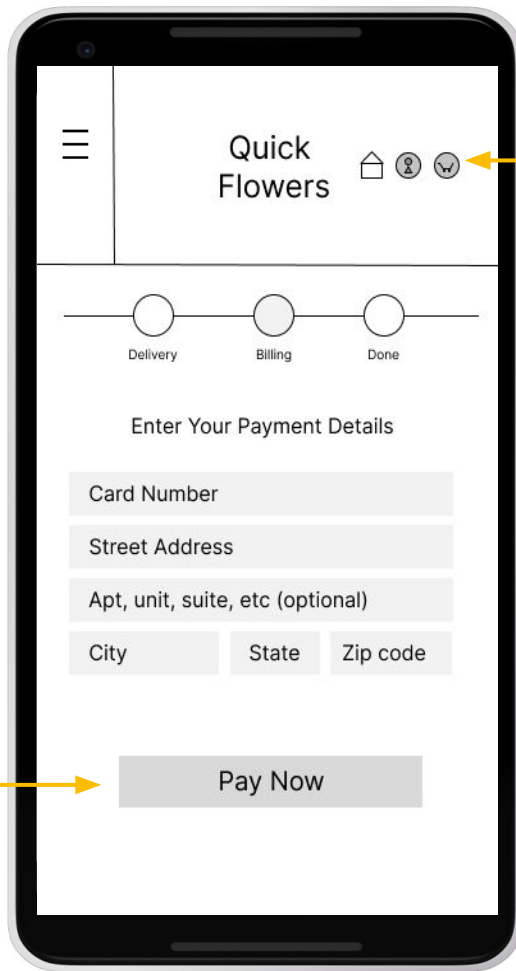 Quick
Flowers
Delivery
Billing
Done
Enter Your Payment Details
Card Number
Street Address
Apt, unit, suite, etc (optional)
City
State
Zip code
Pay Now